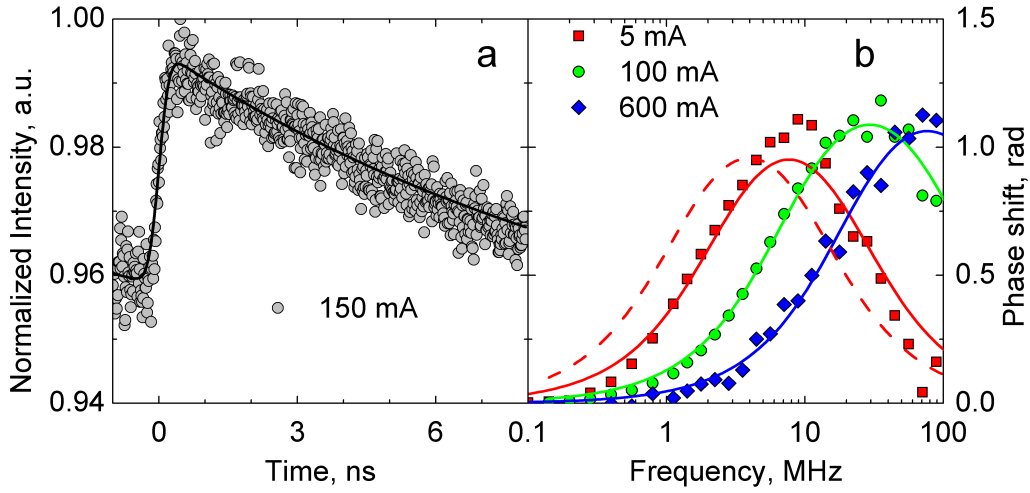 1.00
0.98
0.96
0.94
Normalized Intensity, a.u.
a
150 mA
0
3
6
Time, ns
5 mA
100 mA
600 mA
b
0.1
1
10
100
Frequency, MHz
1.5
1.0
0.5
0.0
Phase shift, rad